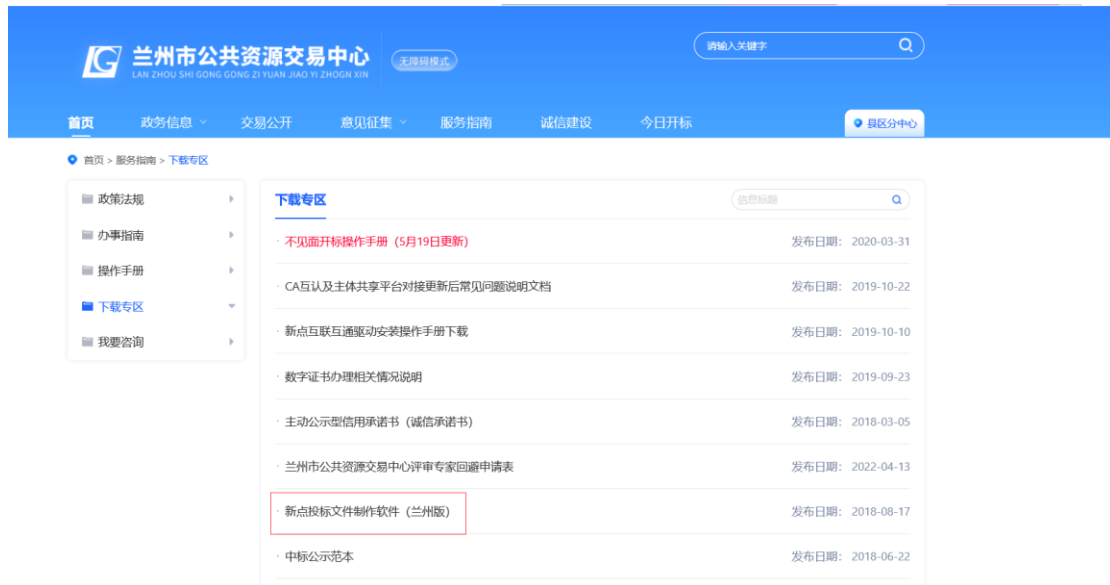 兰州市公共资源交易中心
LAN ZHOU SHI GONG GONG ZI YUAN JIAO YI ZHOGN XIN
无障碍模式
请输入关键字
首页 政务信息 交易公开 意见征集 服务指南 诚信建设 今日开标 县区分中心
首页 > 服务指南 > 下载专区
政策法规
办事指南
操作手册
下载专区
我要咨询
下载专区
信息标题
· 不见面开标操作手册（5月19日更新） 发布日期： 2020-03-31
· CA互认及主体共享平台对接更新后常见问题说明文档 发布日期： 2019-10-22
· 新点互联互通驱动安装操作手册下载 发布日期： 2019-10-10
· 数字证书办理相关情况说明 发布日期： 2019-09-23
· 主动公示型信用承诺书（诚信承诺书） 发布日期： 2018-03-05
· 兰州市公共资源交易中心评审专家回避申请表 发布日期： 2022-04-13
· 新点投标文件制作软件（兰州版） 发布日期： 2018-08-17
· 中标公示范本 发布日期： 2018-06-22